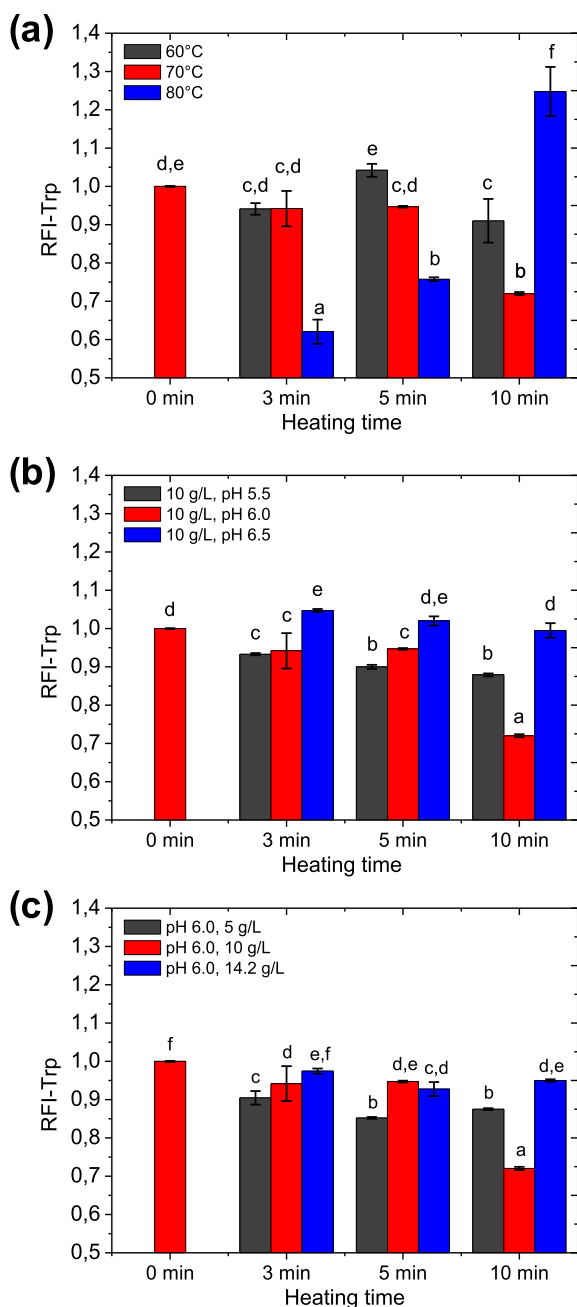 (a)
60°C
70°C
80°C
1,4
1,3
1,2
1,1
1,0
0,9
0,8
0,7
0,6
0,5
RFI-Trp
d,e
c,d
c,d
a
e
c,d
b
c
b
f
0 min
3 min
5 min
10 min
Heating time
(b)
10 g/L, pH 5.5
10 g/L, pH 6.0
10 g/L, pH 6.5
1,4
1,3
1,2
1,1
1,0
0,9
0,8
0,7
0,6
0,5
RFI-Trp
d
c
c
e
b
c
d,e
b
a
d
0 min
3 min
5 min
10 min
Heating time
(c)
pH 6.0, 5 g/L
pH 6.0, 10 g/L
pH 6.0, 14.2 g/L
1,4
1,3
1,2
1,1
1,0
0,9
0,8
0,7
0,6
0,5
RFI-Trp
f
c
d
e,f
b
d,e
c,d
b
a
d,e
0 min
3 min
5 min
10 min
Heating time